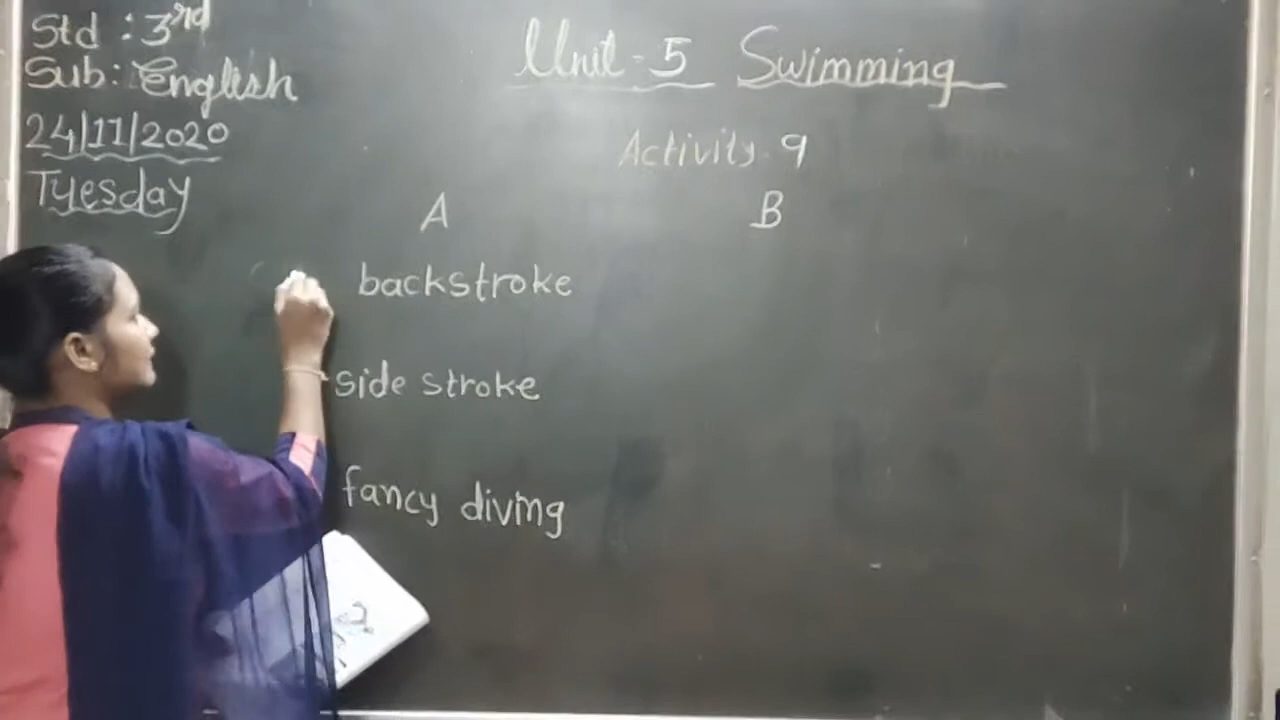 Std : 3rd
Sub: English
24/11/2020
Tuesday
Unit - 5 Swimming
Activity 9
A B
backstroke
side stroke
fancy diving